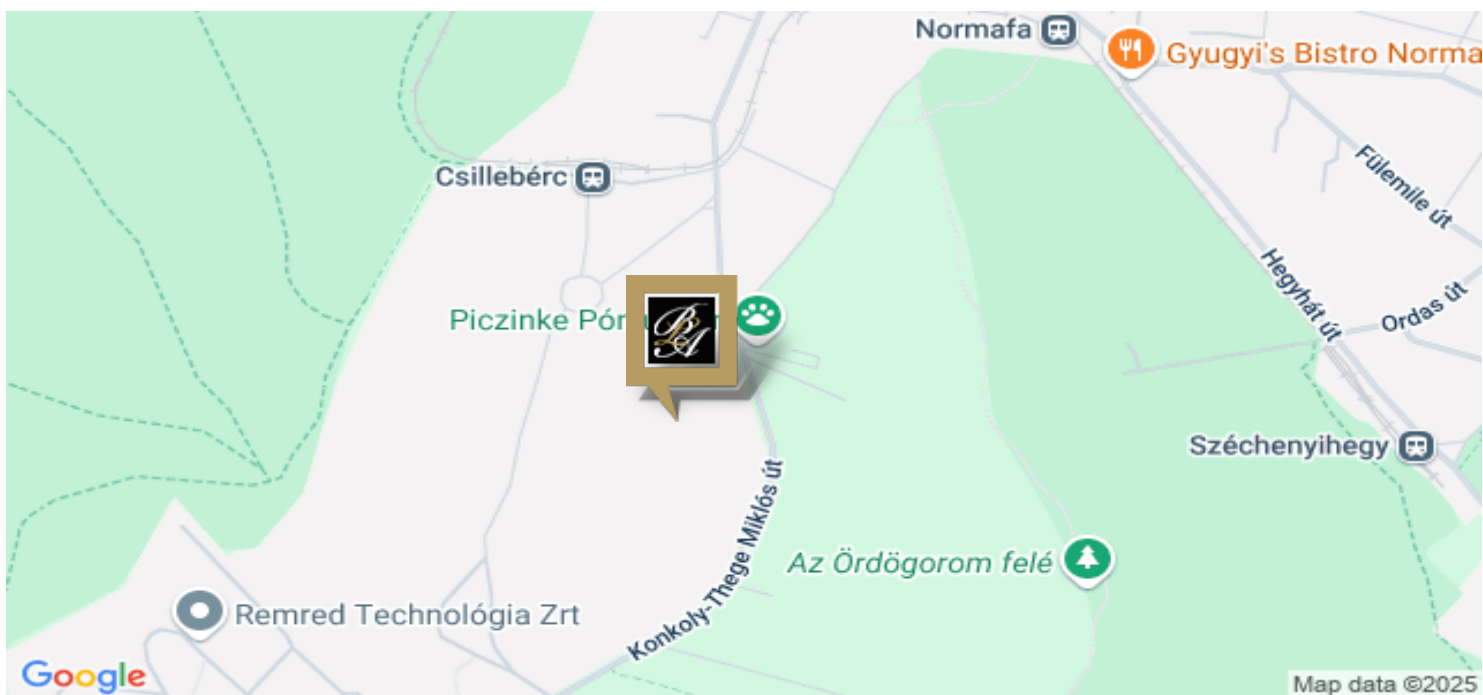 Normafa
Gyugyi's Bistro Norma
Fülemile út
Csillebérc
Hegyhát út
Ordas út
Piczinke
BLA
Széchenyihegy
Konkoly-Thege Miklós út
Az Ördögorom felé
Remred Technológia Zrt
Google
Map data ©2025